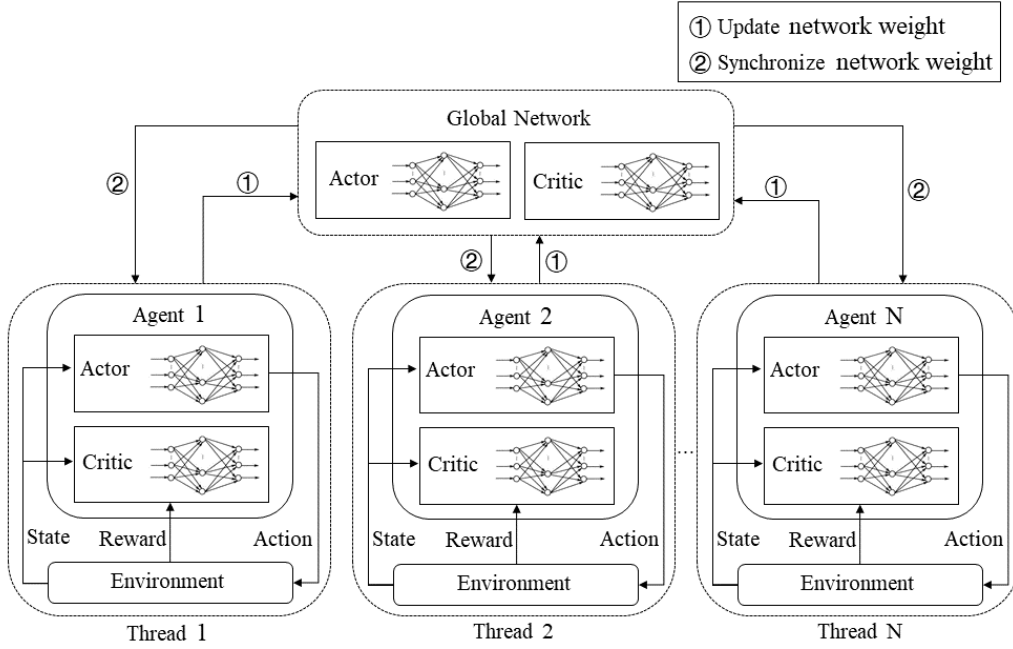 ① Update network weight
② Synchronize network weight
Global Network
Actor
Critic
②
①
①
②
②
①
Agent 1
Actor
Critic
State
Reward
Action
Environment
Thread 1
Agent 2
Actor
Critic
State
Reward
Action
Environment
Thread 2
...
Agent N
Actor
Critic
State
Reward
Action
Environment
Thread N